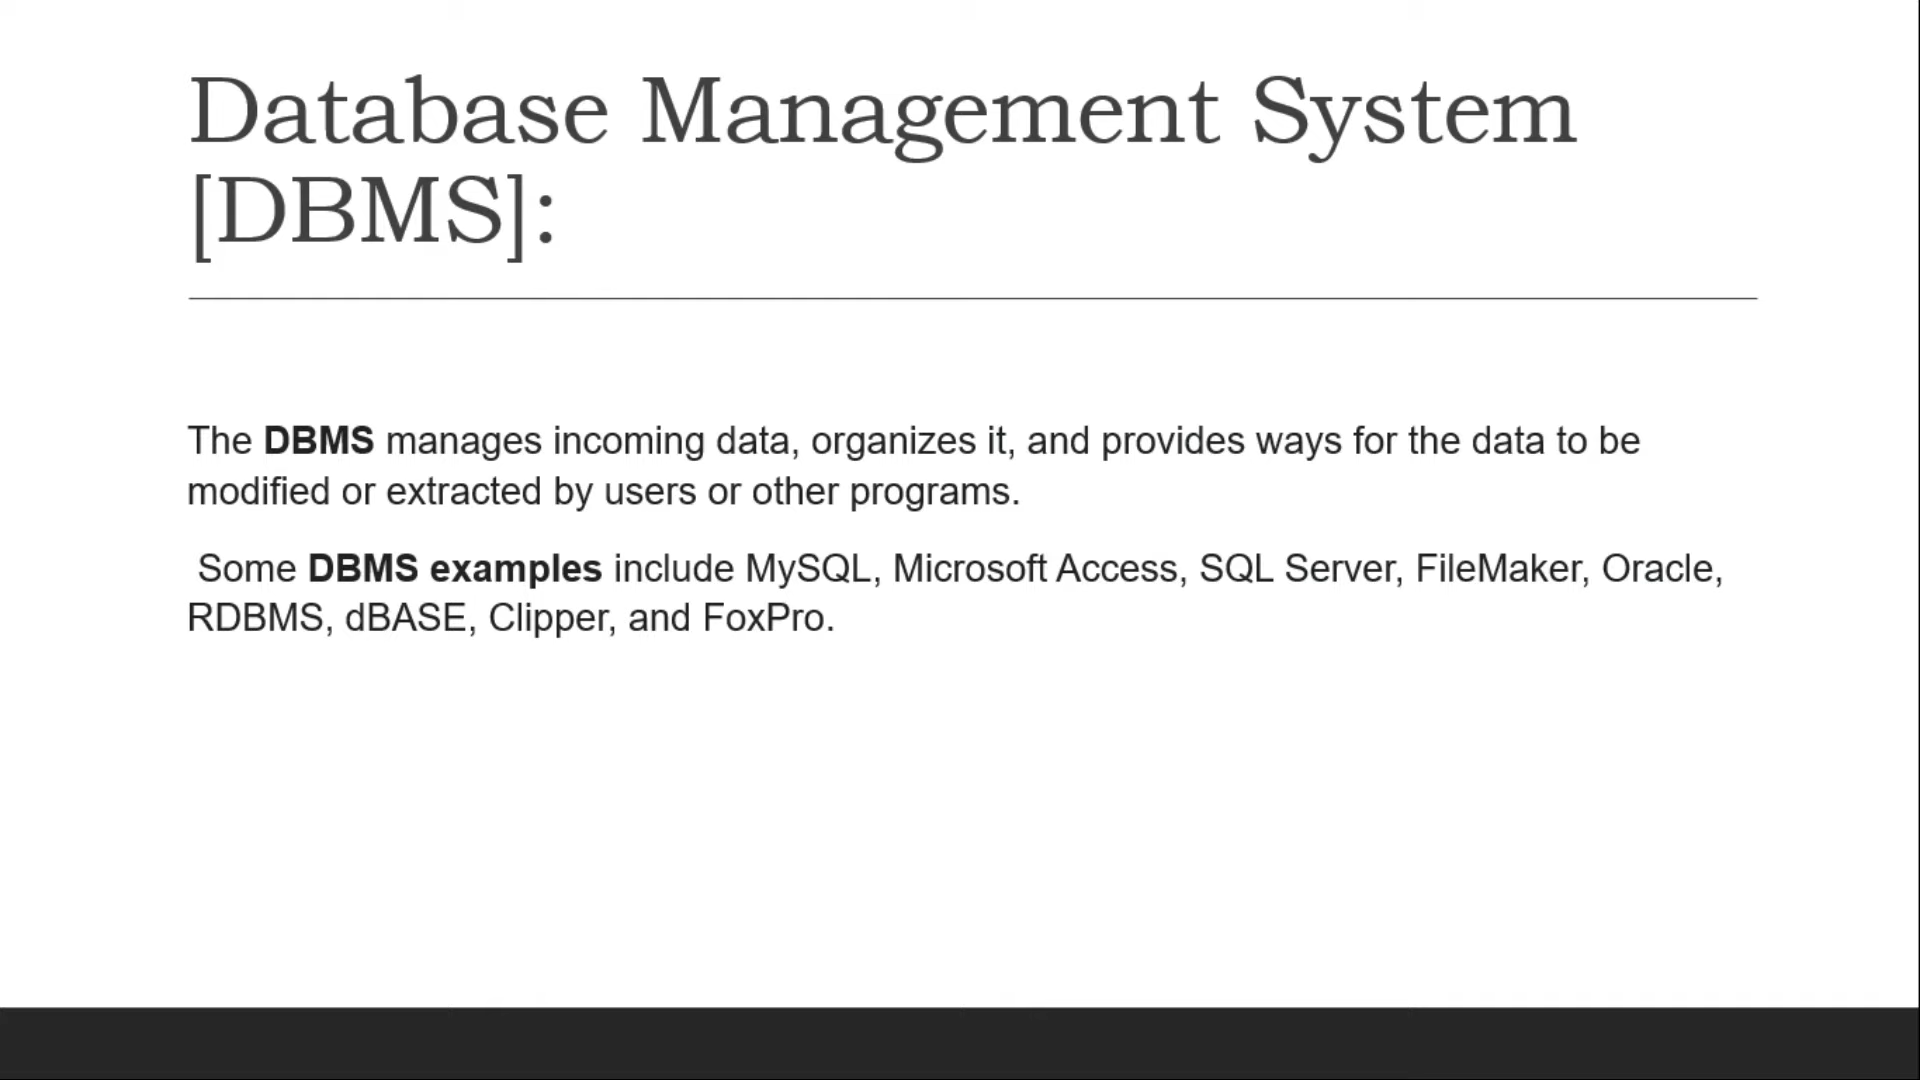 Database Management System
[DBMS]:
The DBMS manages incoming data, organizes it, and provides ways for the data to be
modified or extracted by users or other programs.
Some DBMS examples include MySQL, Microsoft Access, SQL Server, FileMaker, Oracle,
RDBMS, dBASE, Clipper, and FoxPro.